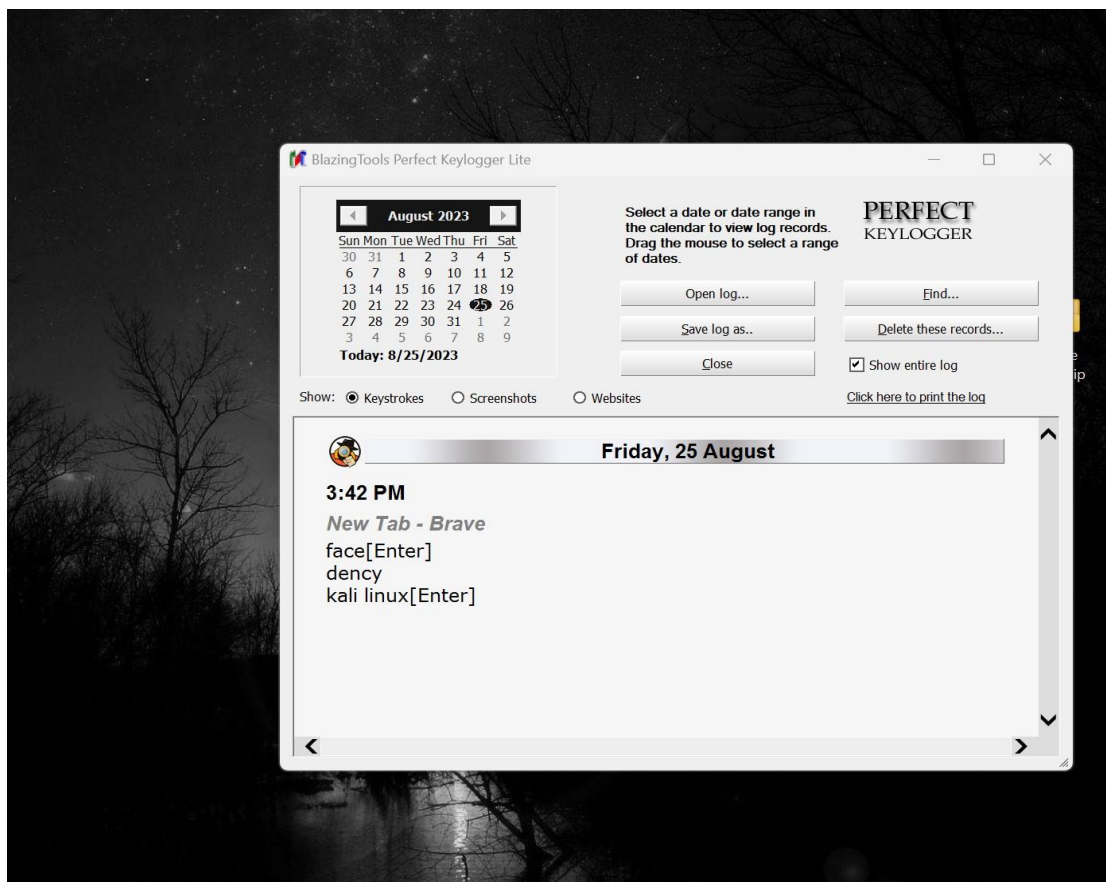 BlazingTools Perfect Keylogger Lite
August 2023
Sun Mon Tue Wed Thu Fri Sat
30 31 1 2 3 4 5
6 7 8 9 10 11 12
13 14 15 16 17 18 19
20 21 22 23 24 25 26
27 28 29 30 31 1 2
3 4 5 6 7 8 9
Today: 8/25/2023
Select a date or date range in
the calendar to view log records.
Drag the mouse to select a range
of dates.
PERFECT
KEYLOGGER
Open log...
Find...
Save log as..
Delete these records...
Close
Show entire log
Show: Keystrokes Screenshots Websites
Click here to print the log
Friday, 25 August
3:42 PM
New Tab - Brave
face[Enter]
dency
kali linux[Enter]